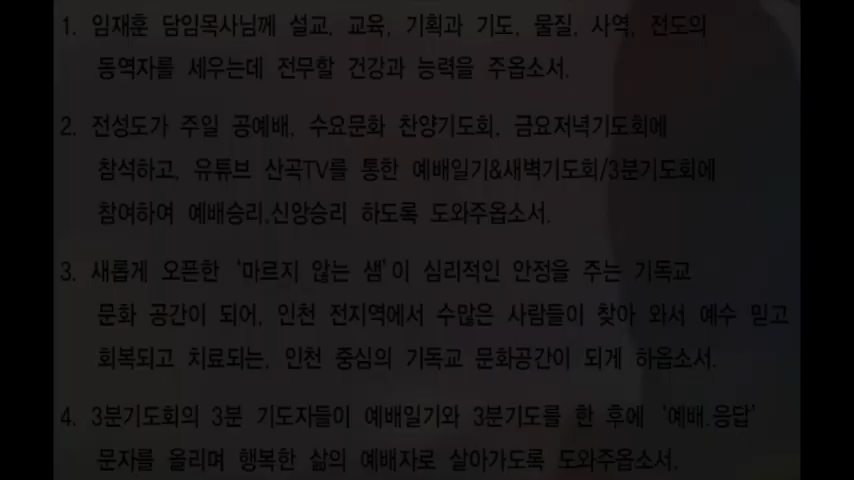 1. 임재훈 담임목사님께 설교, 교육, 기획과 기도, 물질, 사역, 전도의
동역자를 세우는데 전무할 건강과 능력을 주옵소서.
2. 전성도가 주일 공예배, 수요문화 찬양기도회, 금요저녁기도회에
참석하고, 유튜브 산곡TV를 통한 예배일기&새벽기도회/3분기도회에
참여하여 예배승리,신앙승리 하도록 도와주옵소서.
3. 새롭게 오픈한 '마르지 않는 샘'이 심리적인 안정을 주는 기독교
문화 공간이 되어, 인천 전지역에서 수많은 사람들이 찾아 와서 예수 믿고
회복되고 치료되는, 인천 중심의 기독교 문화공간이 되게 하옵소서.
4. 3분기도회의 3분 기도자들이 예배일기와 3분기도를 한 후에 '예배.응답'
문자를 올리며 행복한 삶의 예배자로 살아가도록 도와주옵소서.